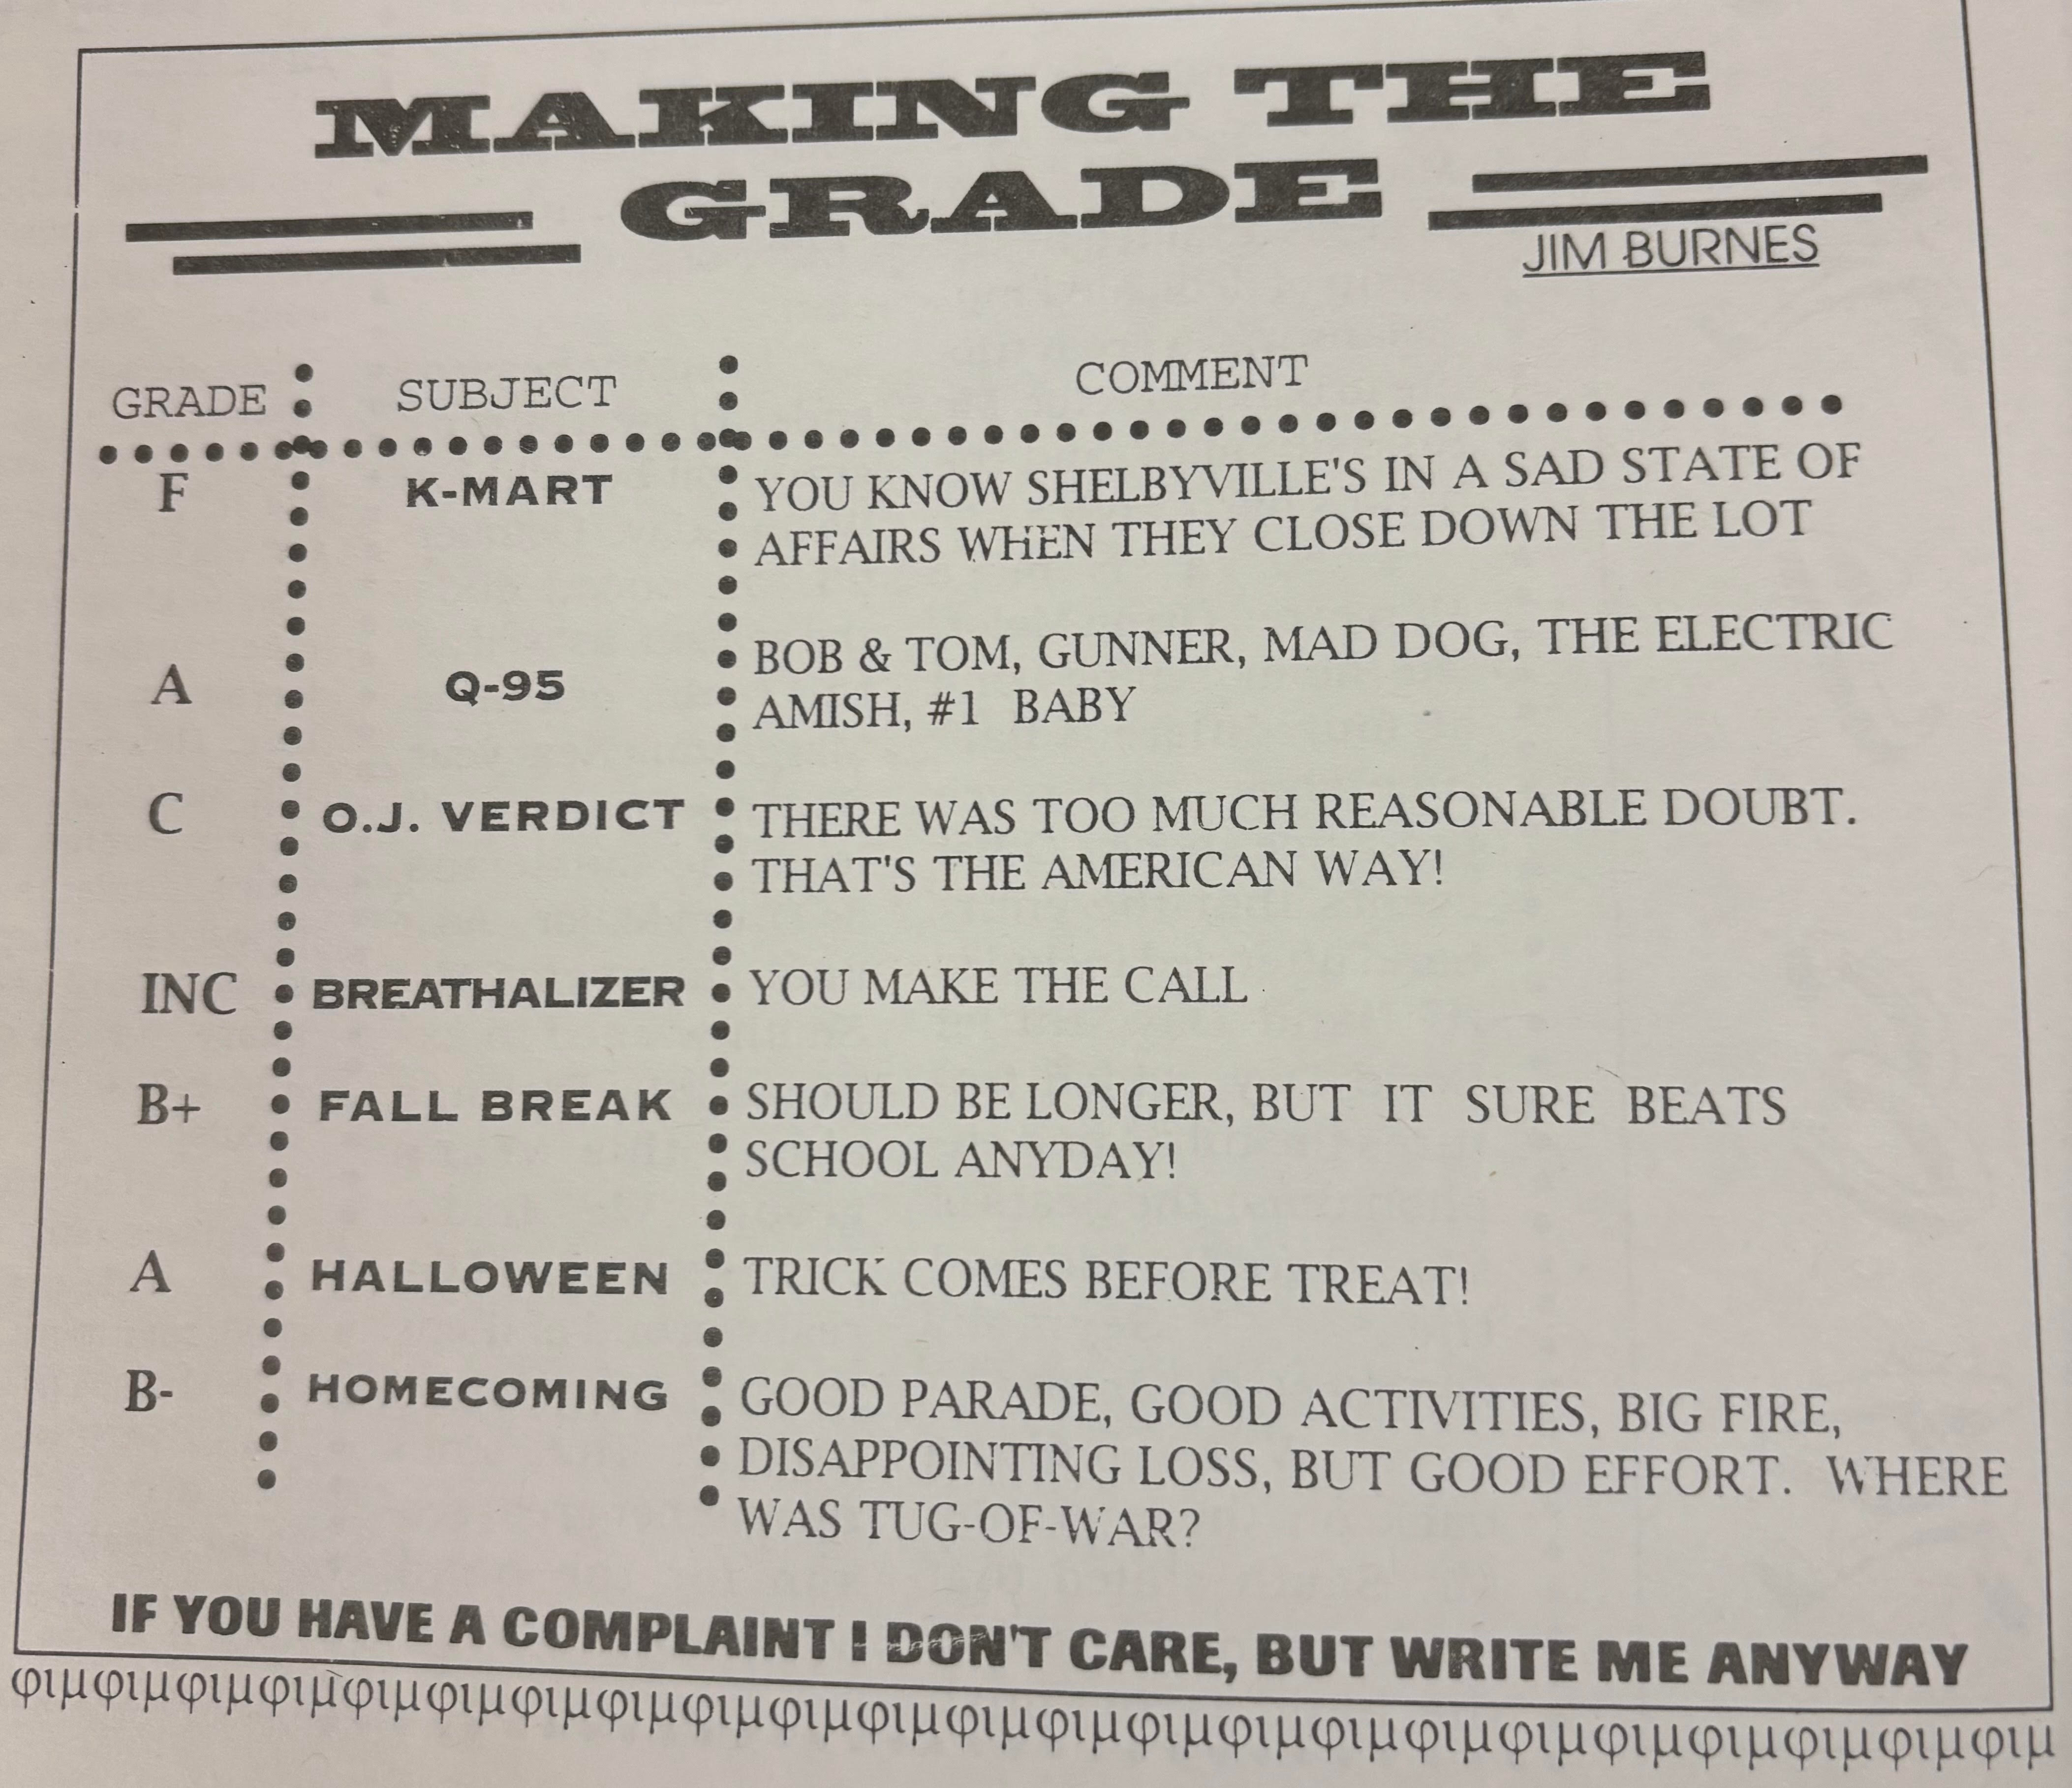 MAKING THE
GRADE
JIM BURNES
GRADE SUBJECT COMMENT
F K-MART YOU KNOW SHELBYVILLE'S IN A SAD STATE OF
AFFAIRS WHEN THEY CLOSE DOWN THE LOT
BOB & TOM, GUNNER, MAD DOG, THE ELECTRIC
A Q-95 AMISH, #1 BABY
C O.J. VERDICT THERE WAS TOO MUCH REASONABLE DOUBT.
THAT'S THE AMERICAN WAY!
INC BREATHALIZER YOU MAKE THE CALL
B+ FALL BREAK SHOULD BE LONGER, BUT IT SURE BEATS
SCHOOL ANYDAY!
A HALLOWEEN TRICK COMES BEFORE TREAT!
B- HOMECOMING GOOD PARADE, GOOD ACTIVITIES, BIG FIRE,
DISAPPOINTING LOSS, BUT GOOD EFFORT. WHERE
WAS TUG-OF-WAR?
IF YOU HAVE A COMPLAINT I DON'T CARE, BUT WRITE ME ANYWAY
φιμφιμφιμφιμφιμφιμφιμφιμφιμφιμφιμφιμφιμφιμφιμφιμφιμφιμφιμφιμφιμφιμφιμ